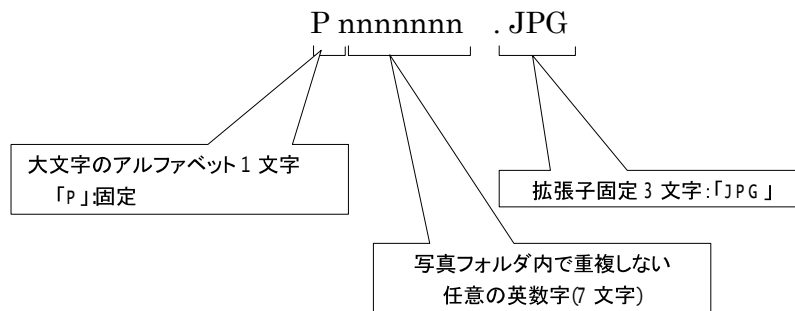 P nnnnnnn . JPG
大文字のアルファベット1文字
「P」:固定
拡張子固定3文字:「JPG」
写真フォルダ内で重複しない
任意の英数字(7文字)